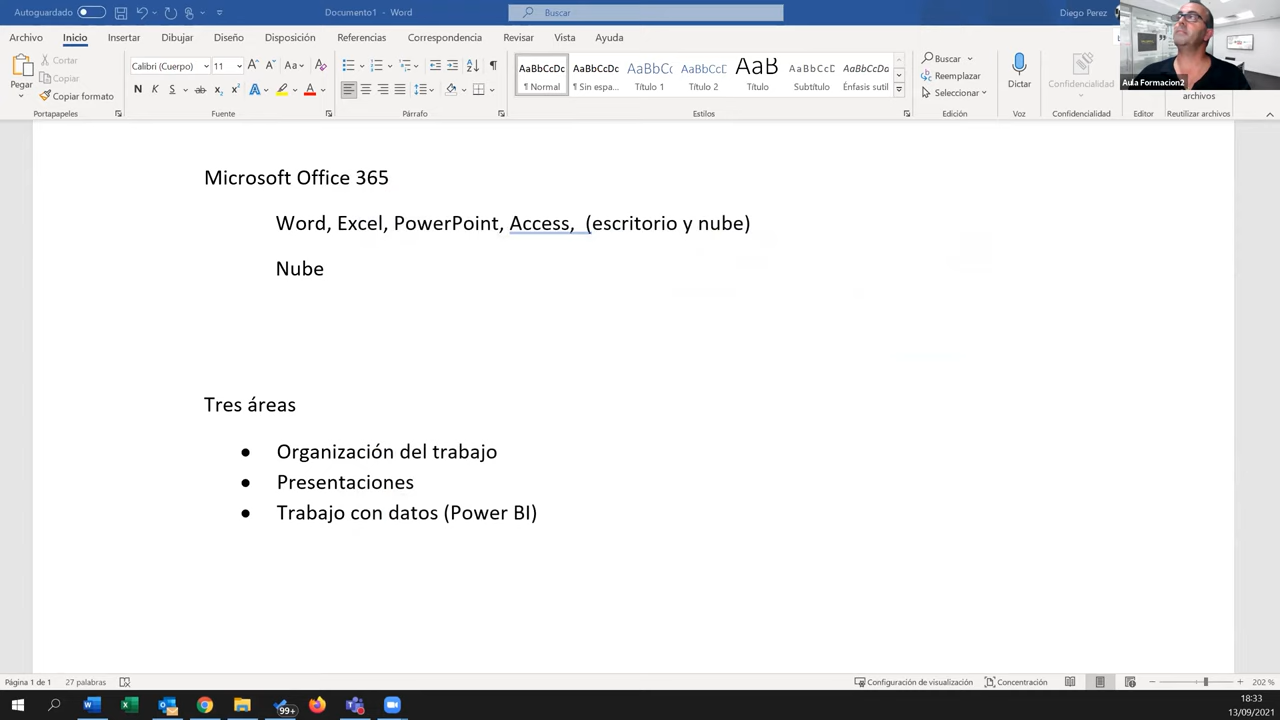 Autoguardado
Documento1 - Word
Buscar
Diego Perez
Archivo Inicio Insertar Dibujar Diseño Disposición Referencias Correspondencia Revisar Vista Ayuda
Pegar
Cortar
Copiar
Copiar formato
Portapapeles
Calibri (Cuerpo) 11
Fuente
Párrafo
AaBbCcDc AaBbCcDc AaBbCc AaBbCcE AaB AaBbCcD AaBbCcDa
¶ Normal ¶ Sin espa... Título 1 Título 2 Título Subtítulo Énfasis sutil
Estilos
Buscar
Reemplazar
Seleccionar
Edición
Dictar
Voz
Confidencialidad
Confidencialidad
Editor
archivos
Reutilizar archivos
Aula Formacion2
Microsoft Office 365
Word, Excel, PowerPoint, Access,  (escritorio y nube)
Nube
Tres áreas
• Organización del trabajo
• Presentaciones
• Trabajo con datos (Power BI)
Página 1 de 1 27 palabras
Configuración de visualización Concentración 202 %
99+
18:33
13/09/2021